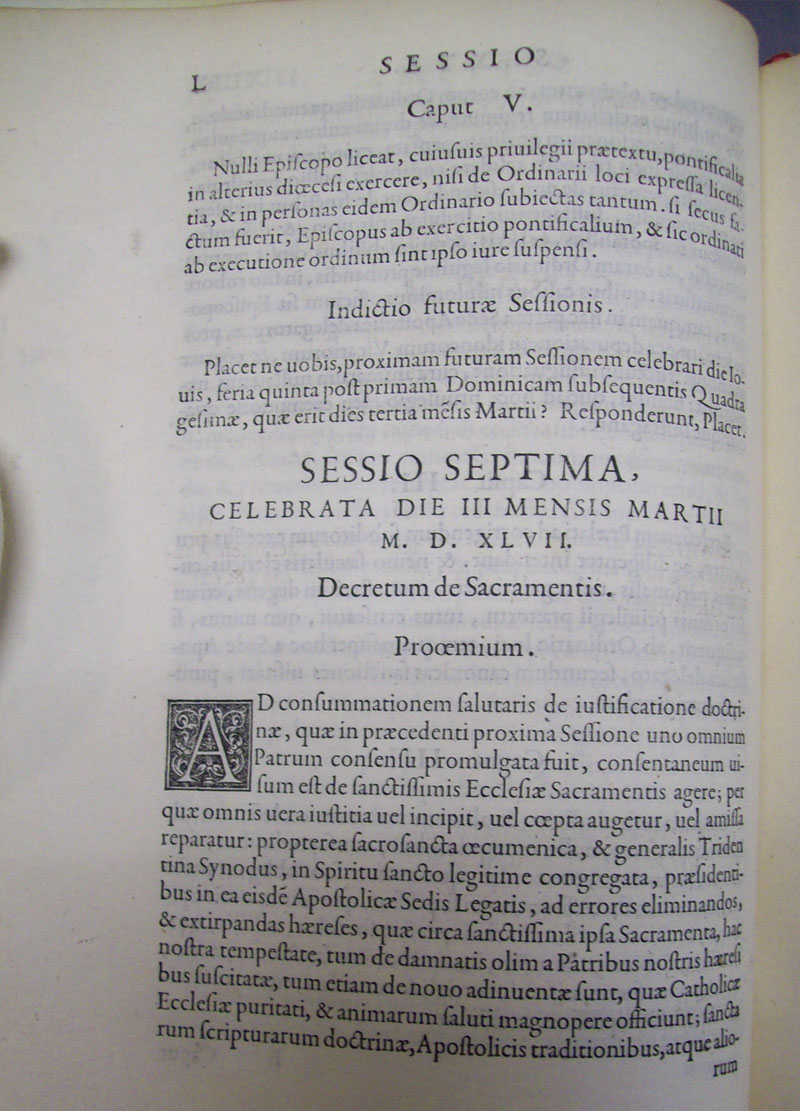 L
SESSIO
Caput V.
Nulli Epiſcopo liceat, cuiuſuis priuilegii prætextu, pontificalia
in alterius diœceſi exercere, niſi de Ordinarii loci expreſſa licen-
tia, & in perſonas eidem Ordinario ſubiectas tantum. ſi ſecus fa-
ctum fuerit, Epiſcopus ab exercitio pontificalium, & ſic ordinati
ab executione ordinum ſint ipſo iure ſuſpenſi.
Indictio futuræ Seſſionis.
Placet ne uobis, proximam futuram Seſſionem celebrari die Io-
uis, feria quinta poſt primam Dominicam ſubſequentis Quadra
geſimæ, quæ erit dies tertia mēſis Martii? Reſponderunt, Placet.
SESSIO SEPTIMA,
CELEBRATA DIE III MENSIS MARTII
M. D. XLVII.
Decretum de Sacramentis.
Proœmium.
AD conſummationem ſalutaris de iuſtificatione doctri-
næ, quæ in præcedenti proxima Seſſione uno omnium
Patrum conſenſu promulgata fuit, conſentaneum ui-
ſum eſt de ſanctiſſimis Eccleſiæ Sacramentis agere; per
quæ omnis uera iuſtitia uel incipit, uel cœpta augetur, uel amiſſa
reparatur: propterea ſacroſancta œcumenica, & generalis Triden
tina Synodus, in Spiritu ſancto legitime congregata, præſidenti-
bus in ea eisdē Apoſtolicæ Sedis Legatis, ad errores eliminandos,
& extirpandas hæreſes, quæ circa ſanctiſſima ipſa Sacramenta, hac
noſtra tempeſtate, tum de damnatis olim a Patribus noſtris hæreſi
bus ſuſcitatæ, tum etiam de nouo adinuentæ ſunt, quæ Catholicæ
Eccleſiæ puritati, & animarum ſaluti magnopere officiunt; ſancta
rum ſcripturarum doctrinæ, Apoſtolicis traditionibus, atque alio-
rum